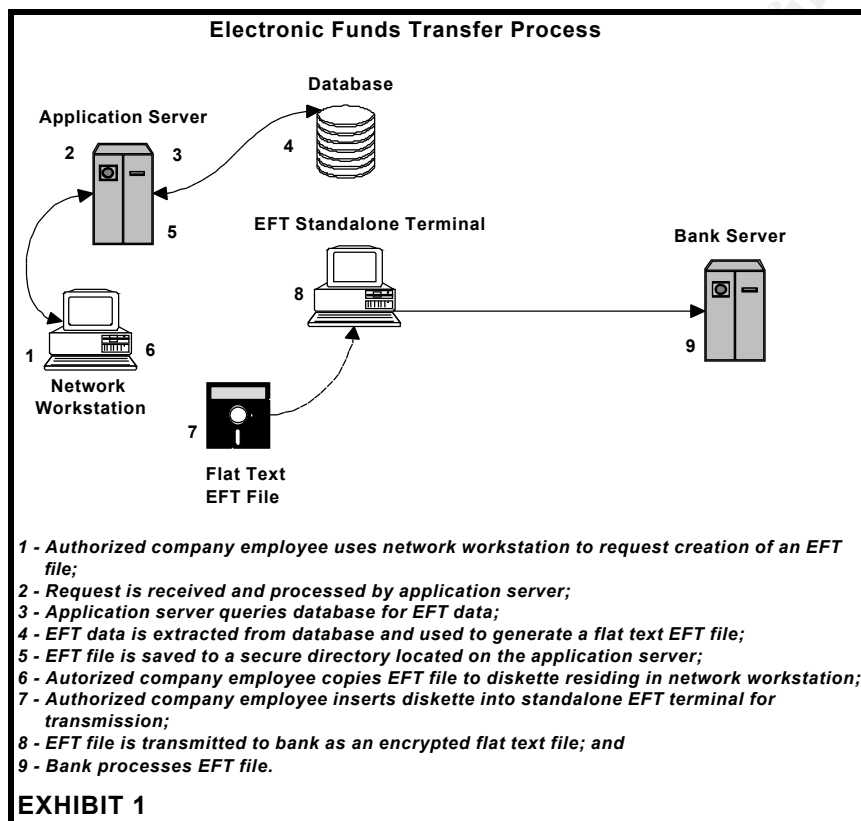 Electronic Funds Transfer Process
Database
Application Server
2
3
4
5
EFT Standalone Terminal
Bank Server
8
1
6
9
Network
Workstation
7
Flat Text
EFT File
1 - Authorized company employee uses network workstation to request creation of an EFT
file;
2 - Request is received and processed by application server;
3 - Application server queries database for EFT data;
4 - EFT data is extracted from database and used to generate a flat text EFT file;
5 - EFT file is saved to a secure directory located on the application server;
6 - Autorized company employee copies EFT file to diskette residing in network workstation;
7 - Authorized company employee inserts diskette into standalone EFT terminal for
transmission;
8 - EFT file is transmitted to bank as an encrypted flat text file; and
9 - Bank processes EFT file.
EXHIBIT 1